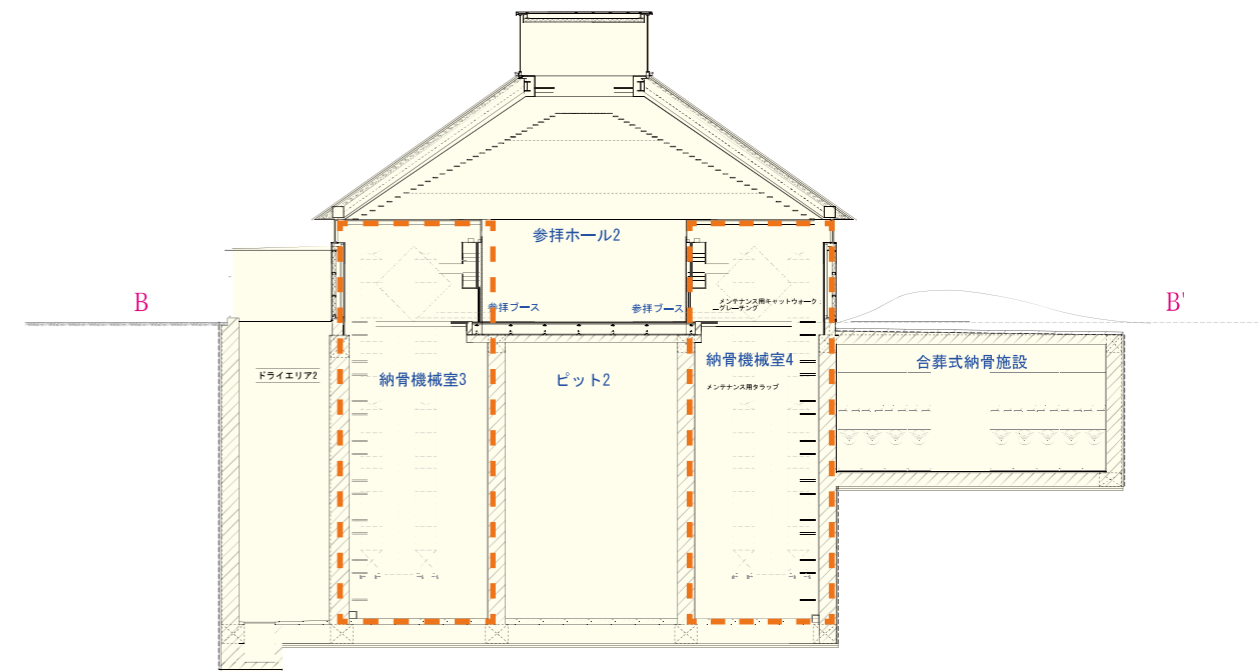 参拝ホール2
B
B'
メンテナンス用キャットウォーク
グレーチング
参拝ブース
参拝ブース
ドライエリア2
納骨機械室3
ピット2
納骨機械室4
合葬式納骨施設
メンテナンス用タラップ